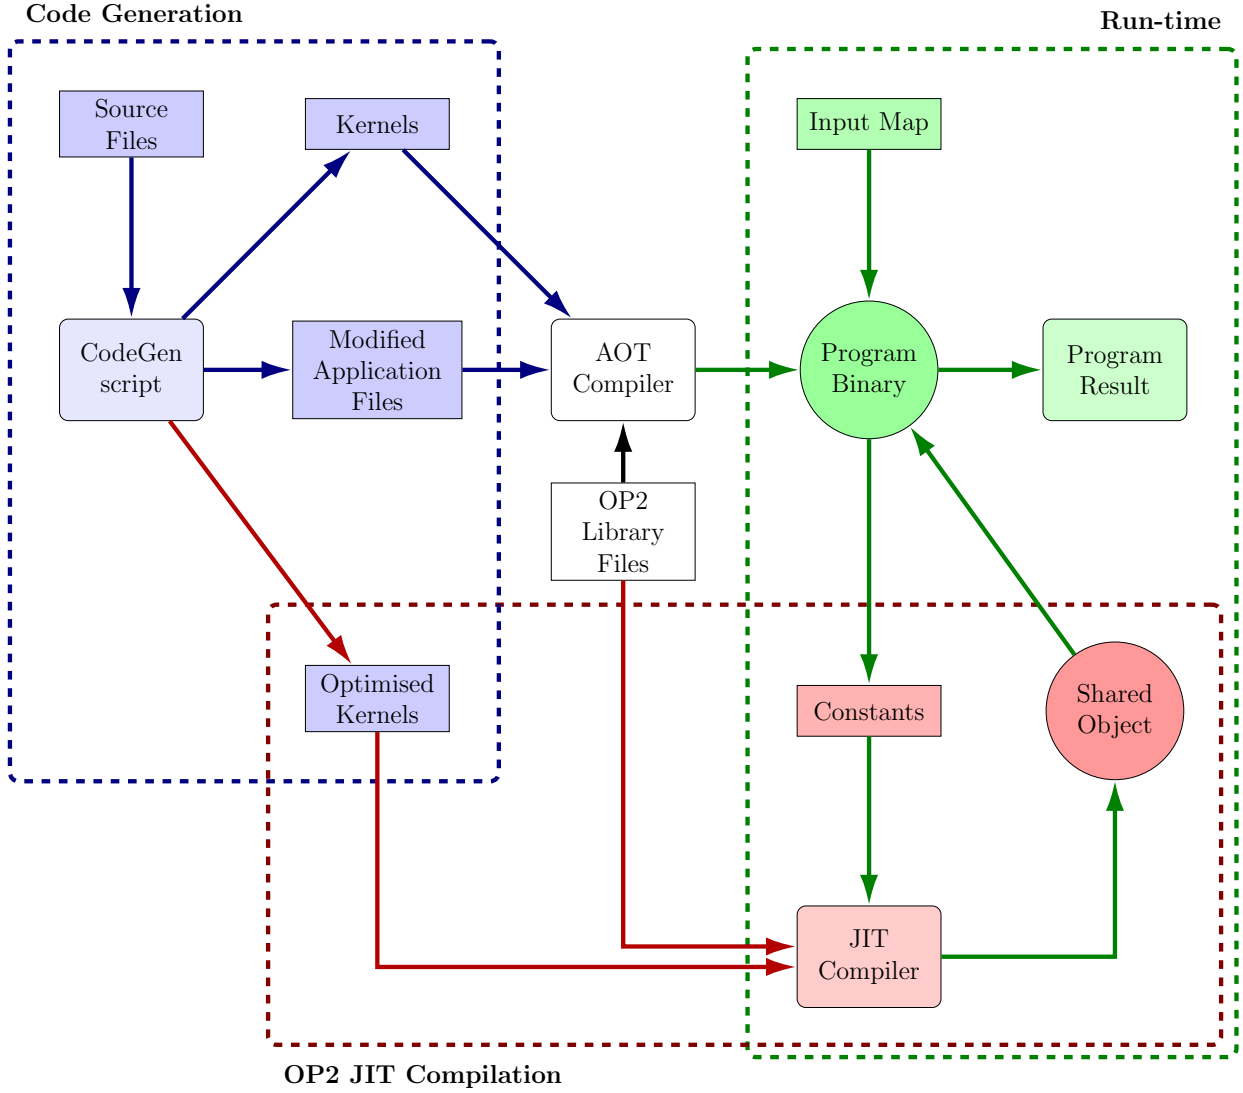 Code Generation
Run-time
Source
Files
Kernels
Input Map
CodeGen
script
Modified
Application
Files
AOT
Compiler
Program
Binary
Program
Result
OP2
Library
Files
Optimised
Kernels
Constants
Shared
Object
JIT
Compiler
OP2 JIT Compilation